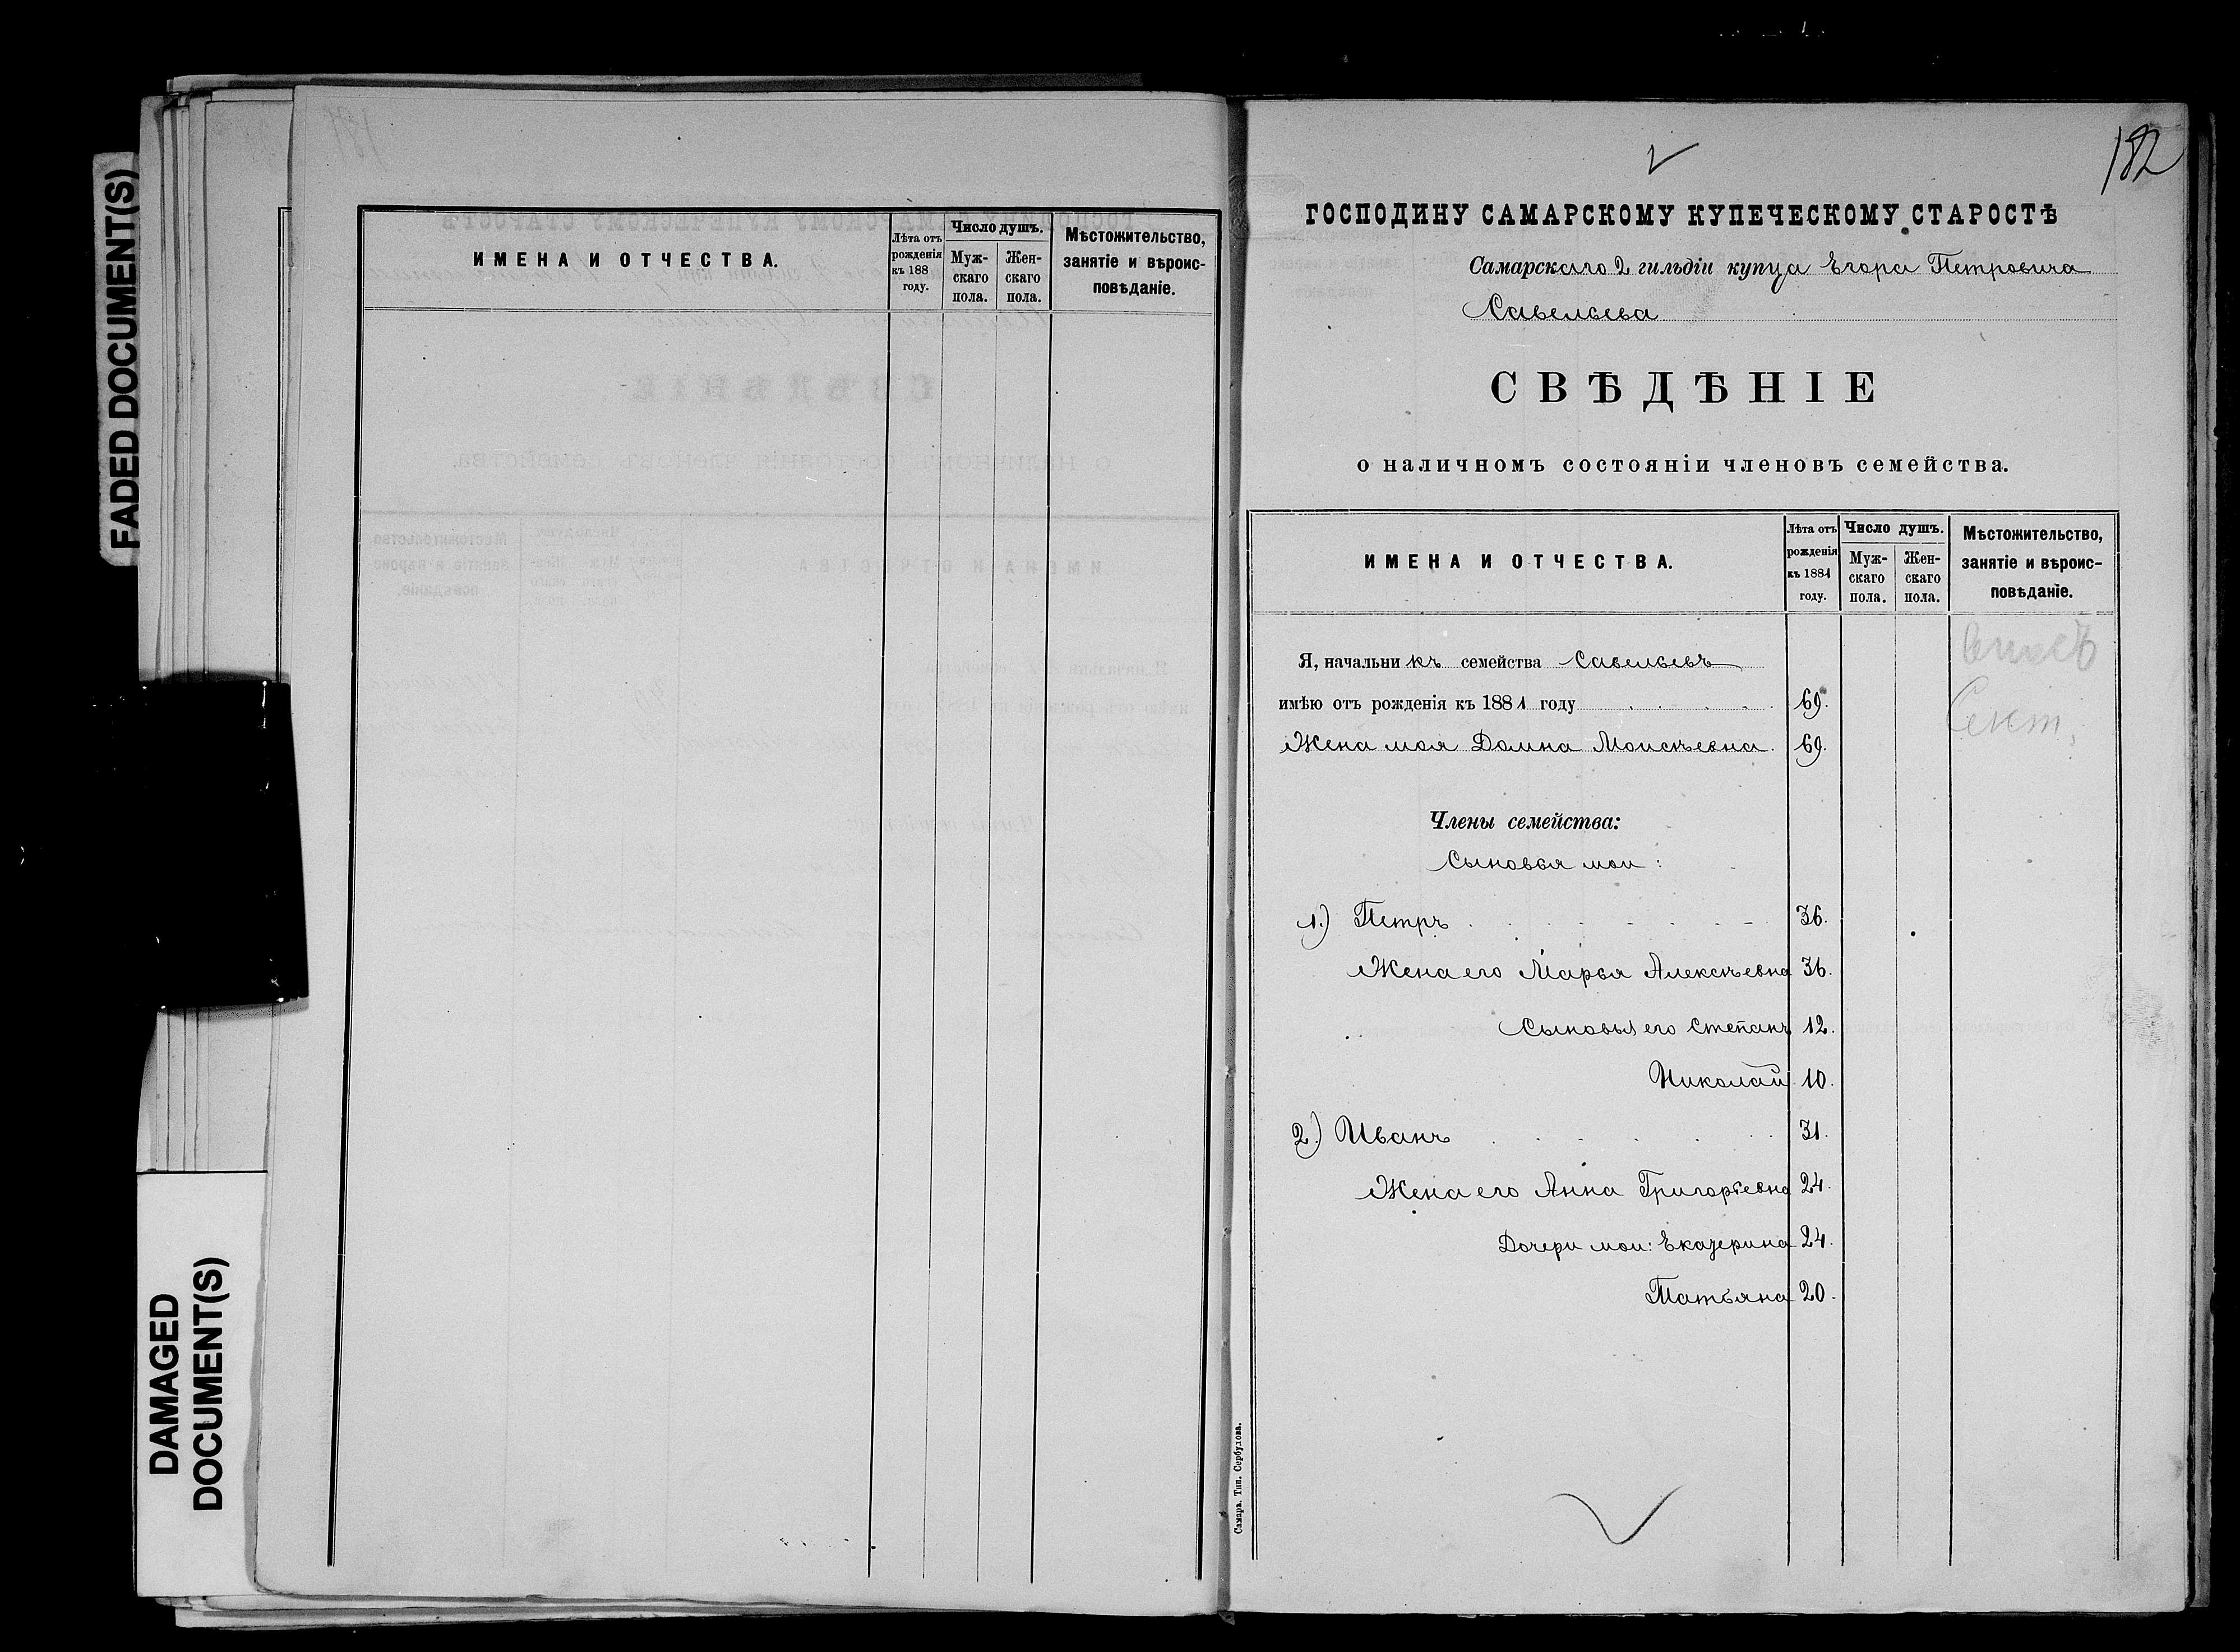 FADED DOCUMENT(S)
DAMAGED
DOCUMENT(S)
ИМЕНА И ОТЧЕСТВА.
Лѣта отъ
рожденія
къ 188
году.
Число душъ.
Муж-
скаго
пола.
Жен-
скаго
пола.
Мѣстожительство,
занятіе и вѣроис-
повѣданіе.
182
ГОСПОДИНУ САМАРСКОМУ КУПЕЧЕСКОМУ СТАРОСТѢ
Самарскаго 2 гильдіи купца Егора Петровича
Савельева
СВѢДѢНІЕ
о наличномъ состояніи членовъ семейства.
ИМЕНА И ОТЧЕСТВА.
Лѣта отъ
рожденія
къ 1881
году.
Число душъ.
Муж-
скаго
пола.
Жен-
скаго
пола.
Мѣстожительство,
занятіе и вѣроис-
повѣданіе.
Я, начальникъ семейства Савельевъ
имѣю отъ рожденія къ 1881 году 69.
Жена моя Домна Моисѣевна. 69.
Члены семейства:
Сыновья мои:
1.) Петръ 36.
Жена его Марья Алексѣевна 36.
Сыновья его Степанъ 12.
Николай 10.
2.) Иванъ 31.
Жена его Анна Григорьевна 24.
Дочери мои: Екатерина 24.
Татьяна 20.
Самара. Тип. Сербулова.